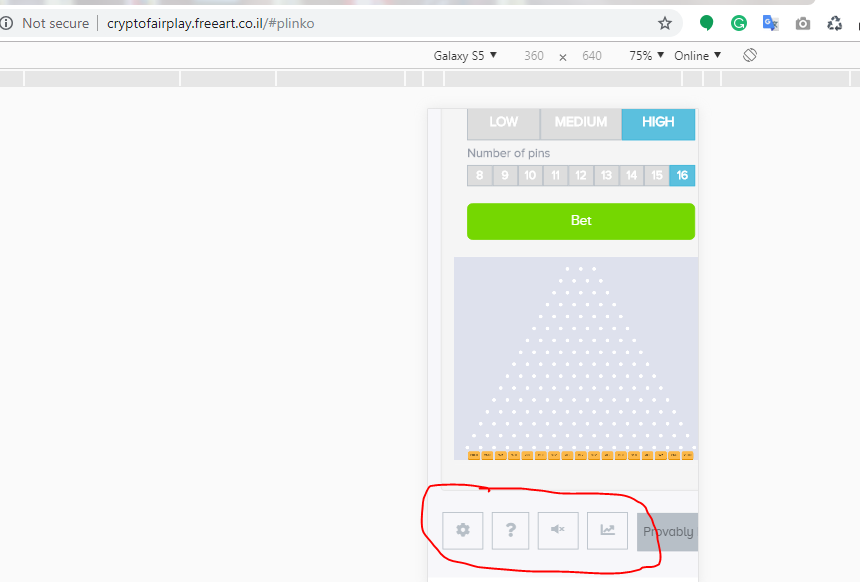 Not secure cryptofairplay.freeart.co.il/#plinko
Galaxy S5 360 x 640 75% Online
LOW MEDIUM HIGH
Number of pins
8 9 10 11 12 13 14 15 16
Bet
? Provably